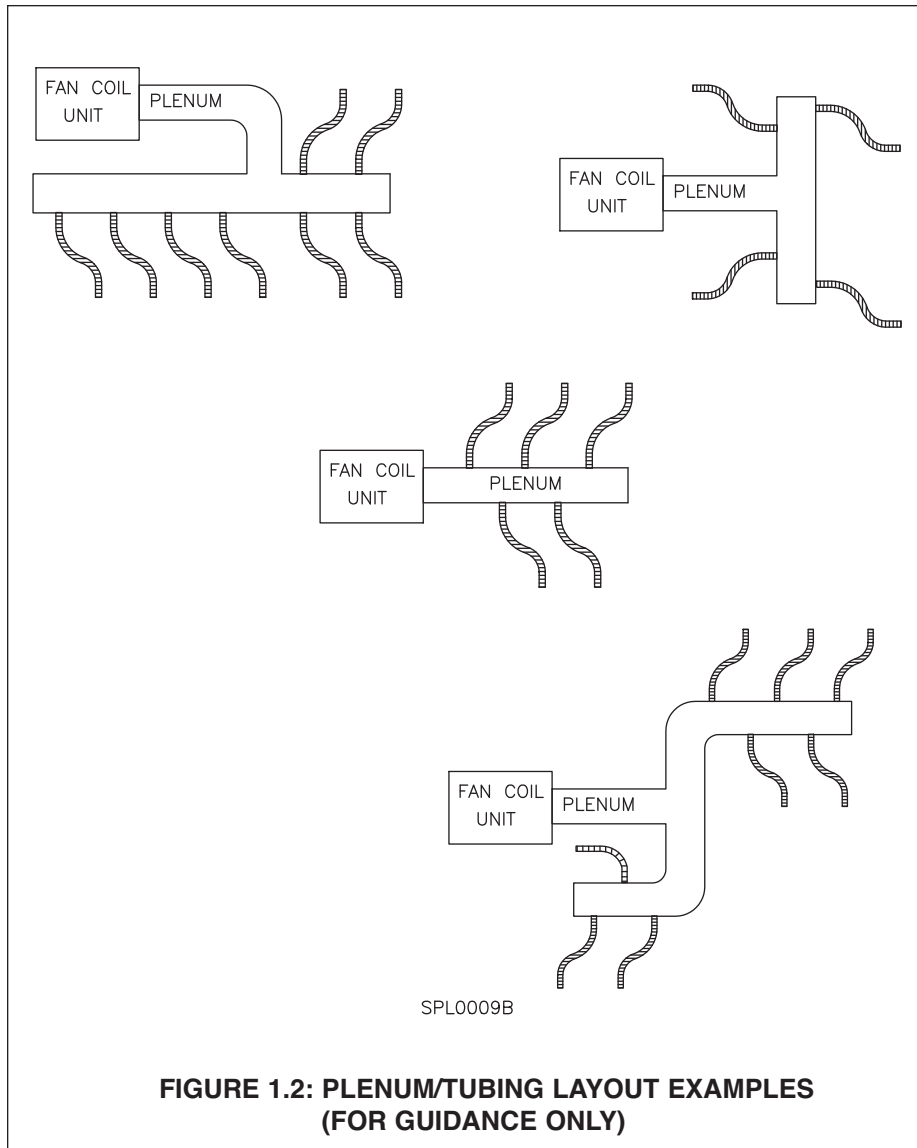 FAN COIL
UNIT
PLENUM
FAN COIL
UNIT
PLENUM
FAN COIL
UNIT
PLENUM
FAN COIL
UNIT
PLENUM
SPL0009B
FIGURE 1.2: PLENUM/TUBING LAYOUT EXAMPLES
(FOR GUIDANCE ONLY)